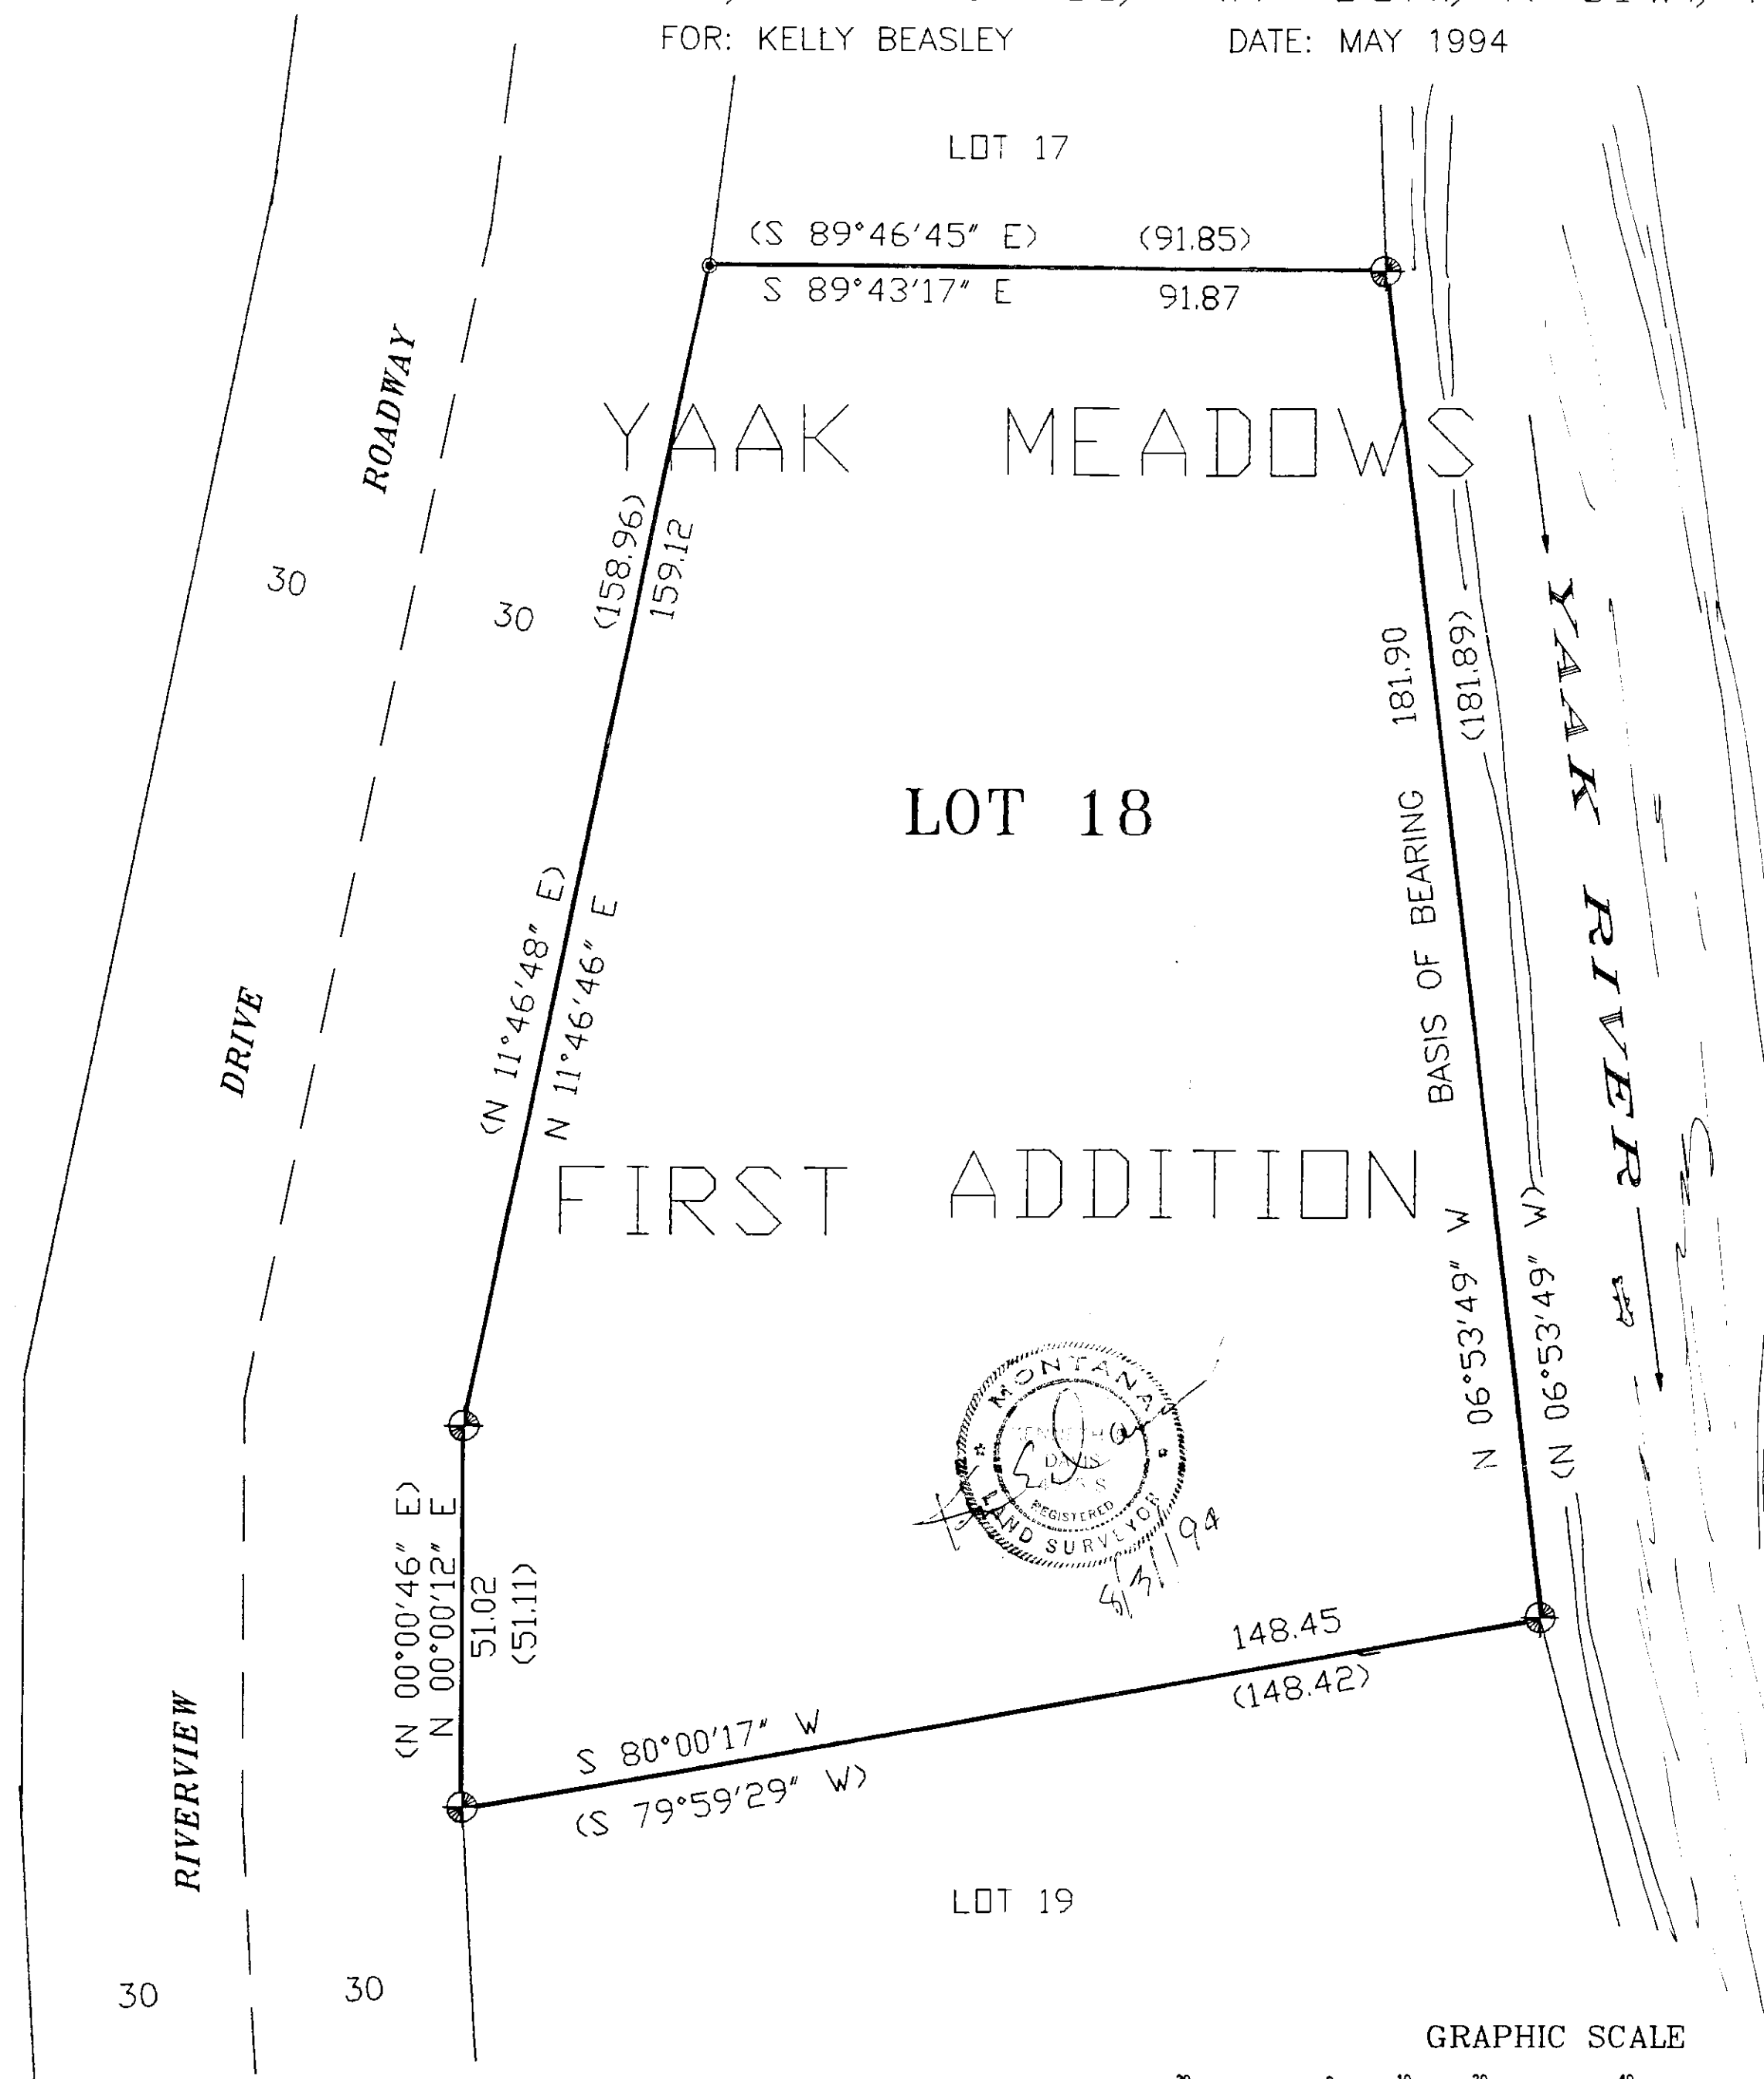 FOR: KELLY BEASLEY DATE: MAY 1994
LOT 17
(S 89°46'45" E) (91.85)
S 89°43'17" E 91.87
ROADWAY
YAAK MEADOWS
30
30
(158.96)
159.12
181.90
(181.89)
LOT 18
BASIS OF BEARING
YAAK RIVER
DRIVE
(N 11°46'48" E)
N 11°46'46" E
FIRST ADDITION
N 06°53'49" W
(N 06°53'49" W)
MONTANA
DAVIS
REGISTERED
LAND SURVEYOR
(N 00°00'46" E)
N 00°00'12" E
51.02
(51.11)
148.45
(148.42)
S 80°00'17" W
(S 79°59'29" W)
RIVERVIEW
LOT 19
30
30
GRAPHIC SCALE